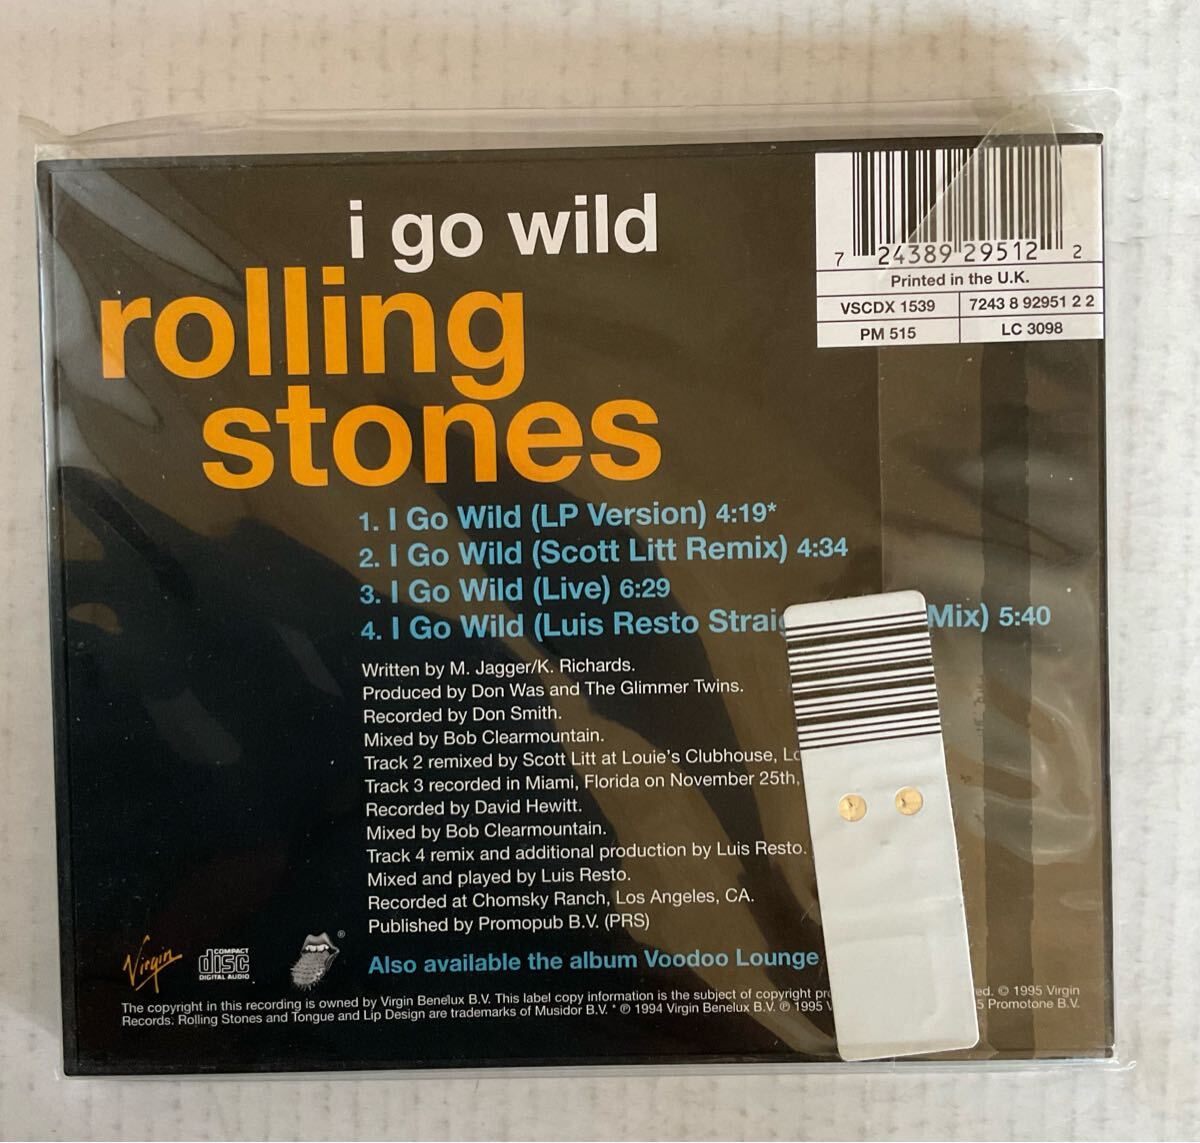 i go wild
rolling
stones
7 24389 29512 2
Printed in the U.K.
VSCDX 1539 7243 8 92951 2 2
PM 515 LC 3098
1. I Go Wild (LP Version) 4:19*
2. I Go Wild (Scott Litt Remix) 4:34
3. I Go Wild (Live) 6:29
4. I Go Wild (Luis Resto Mix) 5:40
Written by M. Jagger/K. Richards.
Produced by Don Was and The Glimmer Twins.
Recorded by Don Smith.
Mixed by Bob Clearmountain.
Track 2 remixed by Scott Litt at Louie's Clubhouse,
Track 3 recorded in Miami, Florida on November 25th,
Recorded by David Hewitt.
Mixed by Bob Clearmountain.
Track 4 remix and additional production by Luis Resto.
Mixed and played by Luis Resto.
Recorded at Chomsky Ranch, Los Angeles, CA.
Published by Promopub B.V. (PRS)
Virgin
COMPACT
disc
DIGITAL AUDIO
®
Also available the album Voodoo Lounge
The copyright in this recording is owned by Virgin Benelux B.V. This label copy information is the subject of copyright © 1995 Virgin
Records. Rolling Stones and Tongue and Lip Design are trademarks of Musidor B.V. * ℗ 1994 Virgin Benelux B.V. ℗ 1995 Promotone B.V.